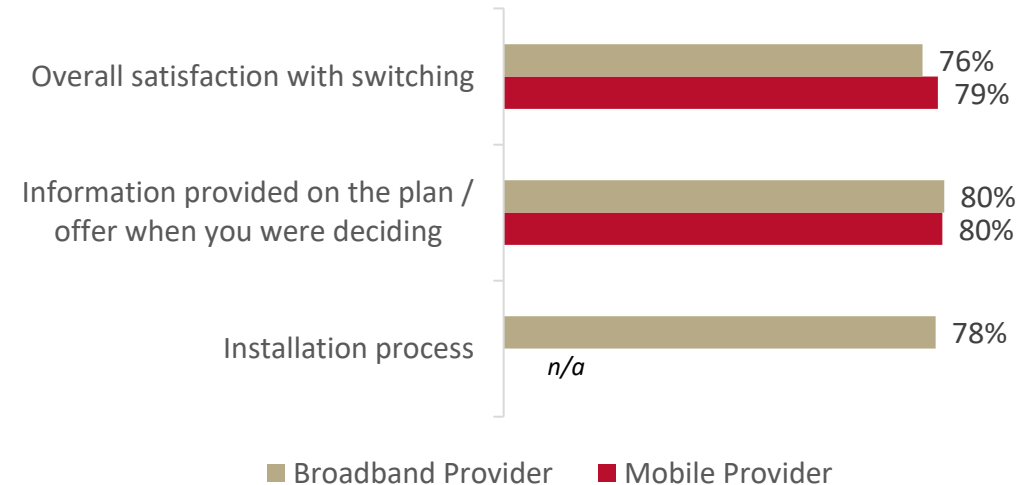 Overall satisfaction with switching
76%
79%
Information provided on the plan /
offer when you were deciding
80%
80%
Installation process
78%
n/a
Broadband Provider
Mobile Provider